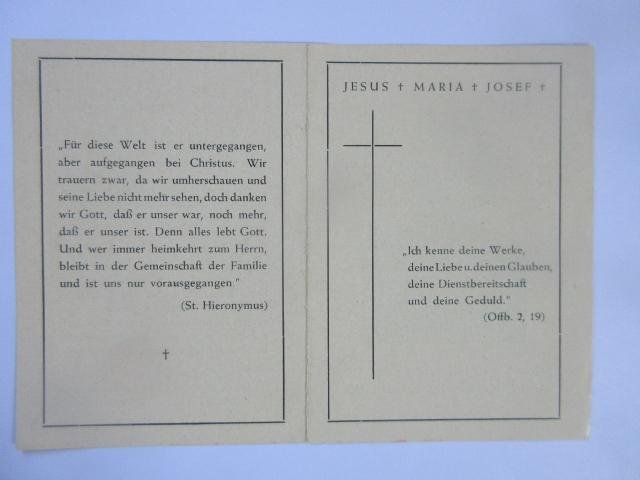 „Für diese Welt ist er untergegangen,
aber aufgegangen bei Christus. Wir
trauern zwar, da wir umherschauen und
seine Liebe nicht mehr sehen, doch danken
wir Gott, daß er unser war, noch mehr,
daß er unser ist. Denn alles lebt Gott.
Und wer immer heimkehrt zum Herrn,
bleibt in der Gemeinschaft der Familie
und ist uns nur vorausgegangen.“
(St. Hieronymus)
†
JESUS † MARIA † JOSEF †
„Ich kenne deine Werke,
deine Liebe u. deinen Glauben,
deine Dienstbereitschaft
und deine Geduld.“
(Offb. 2, 19)